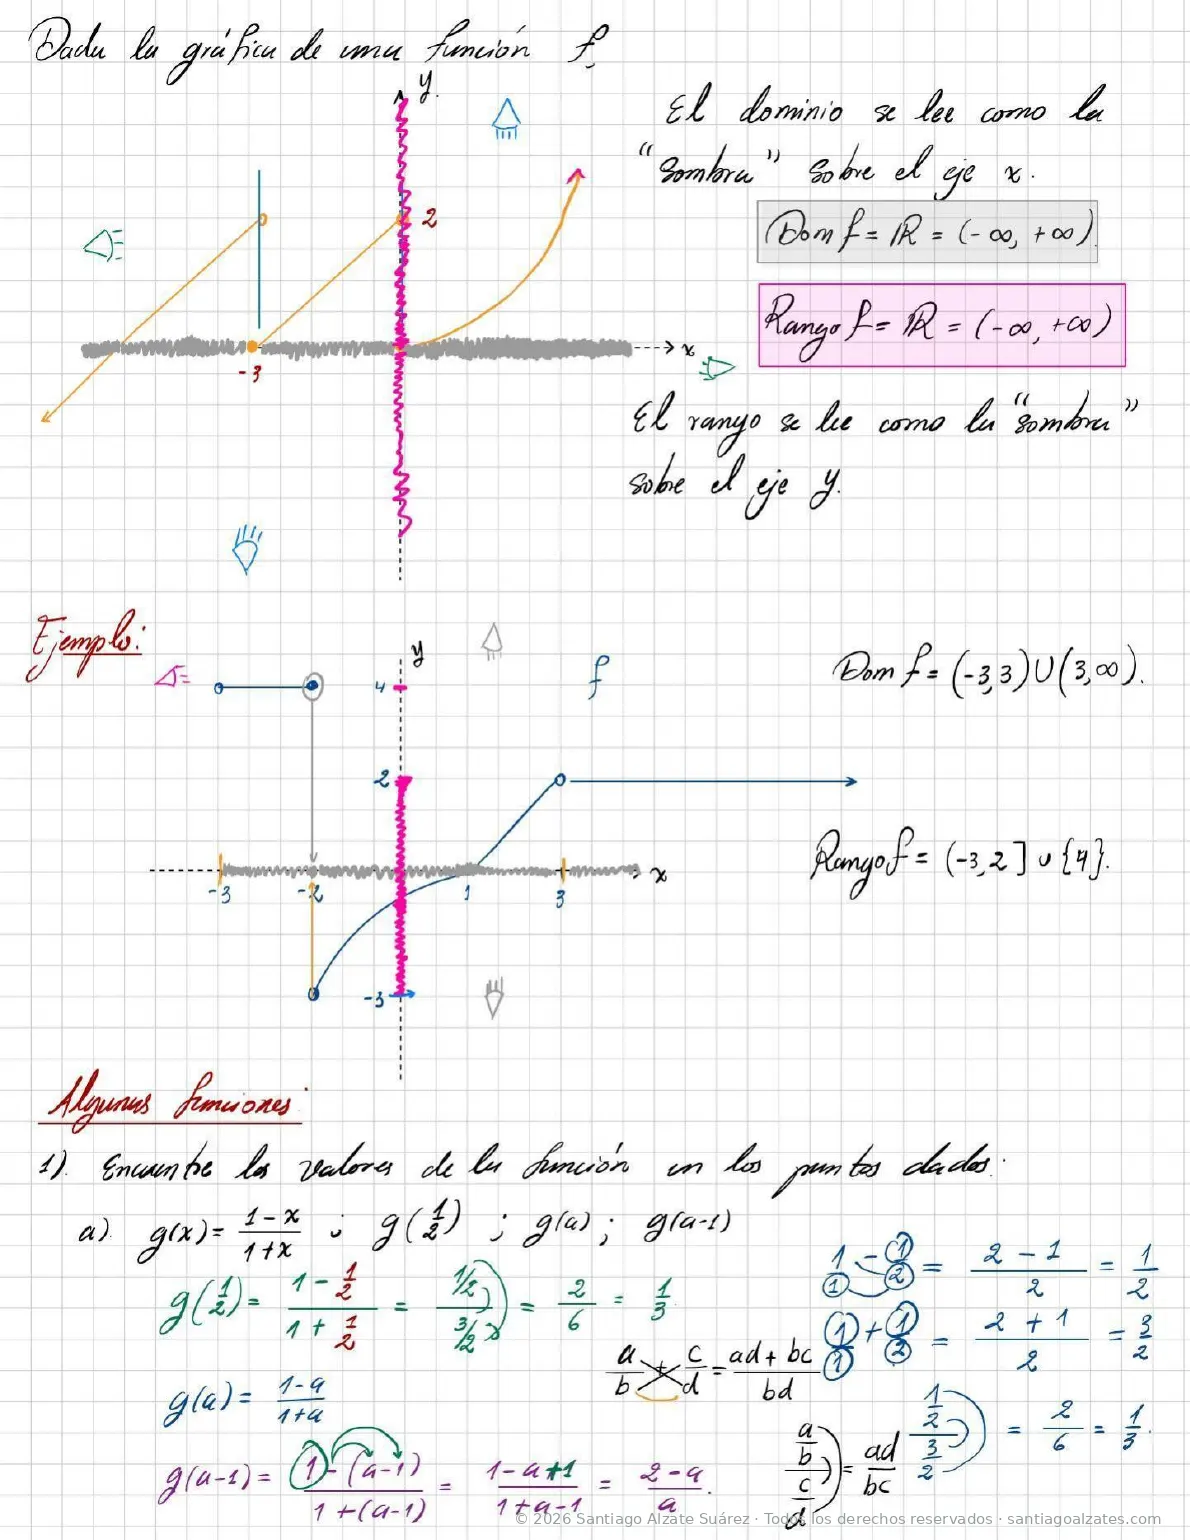 Dada la gráfica de una función f.
y.
El dominio se lee como la
"sombra" sobre el eje x.
2
Dom f = ℝ = (-∞, +∞).
Rango f = ℝ = (-∞, +∞)
x
-3
El rango se lee como la "sombra"
sobre el eje y.
Ejemplo:
y
f
Dom f = (-3,3) ∪ (3,∞).
4
2
Rango f = (-3,2] ∪ {4}.
x
-3 -2 1 3
-3
Algunas funciones:
1). Encuentre los valores de la función en los puntos dados:
a). g(x) = (1-x)/(1+x) ; g(1/2) ; g(a) ; g(a-1)
g(1/2) = (1 - 1/2)/(1 + 1/2) = (1/2)/(3/2) = 2/6 = 1/3
1/1 - 1/2 = (2 - 1)/2 = 1/2
1/1 + 1/2 = (2 + 1)/2 = 3/2
a/b + c/d = (ad + bc)/bd
g(a) = (1-a)/(1+a)
(1/2)/(3/2) = 2/6 = 1/3.
(a/b)/(c/d) = ad/bc
g(a-1) = (1-(a-1))/(1+(a-1)) = (1-a+1)/(1+a-1) = (2-a)/a.
© 2026 Santiago Alzate Suárez · Todos los derechos reservados · santiagoalzates.com